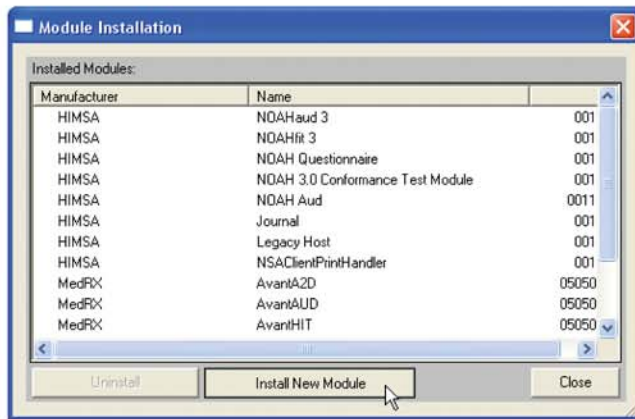 Module Installation
Installed Modules:
Manufacturer Name
HIMSA NOAHaud 3 001
HIMSA NOAHfit 3 001
HIMSA NOAH Questionnaire 001
HIMSA NOAH 3.0 Conformance Test Module 001
HIMSA NOAH Aud 0011
HIMSA Journal 001
HIMSA Legacy Host 001
HIMSA NSAClientPrintHandler 001
MedRX AvantA2D 05050
MedRX AvantAUD 05050
MedRX AvantHIT 05050
Uninstall Install New Module Close